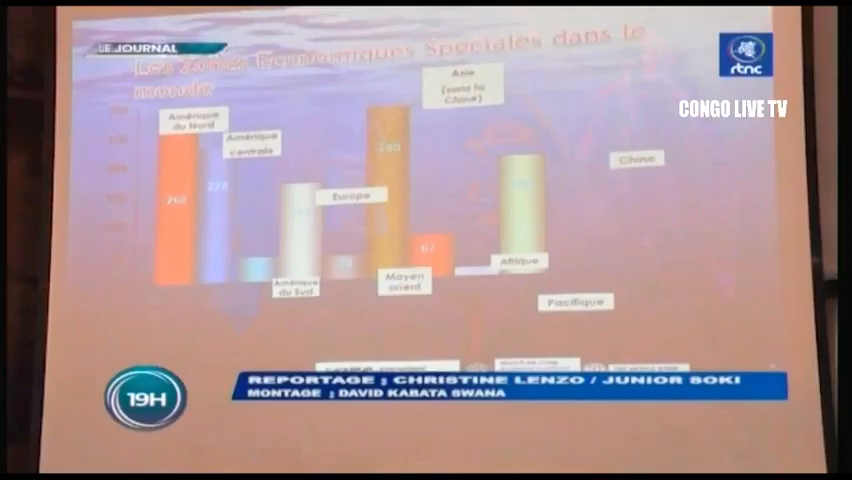 LE JOURNAL
rtnc
CONGO LIVE TV
Les Zones Economiques Spéciales dans le
monde
Amérique
du Nord
Amérique
centrale
Asie
(sans la
Chine)
Chine
Europe
266
228
280
67
Amérique
du Sud
Moyen
orient
Afrique
Pacifique
19H
REPORTAGE ; CHRISTINE LENZO / JUNIOR SOKI
MONTAGE ; DAVID KABATA SWANA